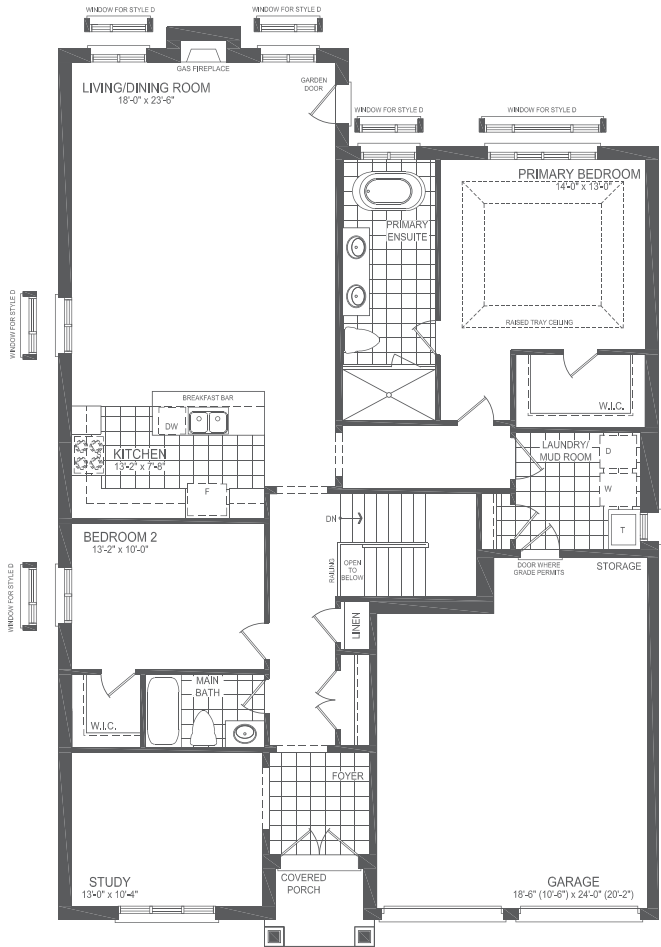 WINDOW FOR STYLE D
WINDOW FOR STYLE D
GAS FIREPLACE
LIVING/DINING ROOM
18'-0" x 23'-6"
GARDEN
DOOR
WINDOW FOR STYLE D
WINDOW FOR STYLE D
PRIMARY BEDROOM
14'-0" x 13'-0"
PRIMARY
ENSUITE
RAISED TRAY CEILING
WINDOW FOR STYLE D
W.I.C.
BREAKFAST BAR
DW
KITCHEN
13'-2" x 7'-8"
F
LAUNDRY/
MUD ROOM
D
W
T
DN
BEDROOM 2
13'-2" x 10'-0"
RAILING
OPEN
TO
BELOW
DOOR WHERE
GRADE PERMITS
STORAGE
WINDOW FOR STYLE D
LINEN
W.I.C.
MAIN
BATH
FOYER
STUDY
13'-0" x 10'-4"
COVERED
PORCH
GARAGE
18'-6" (10'-6") x 24'-0" (20'-2")